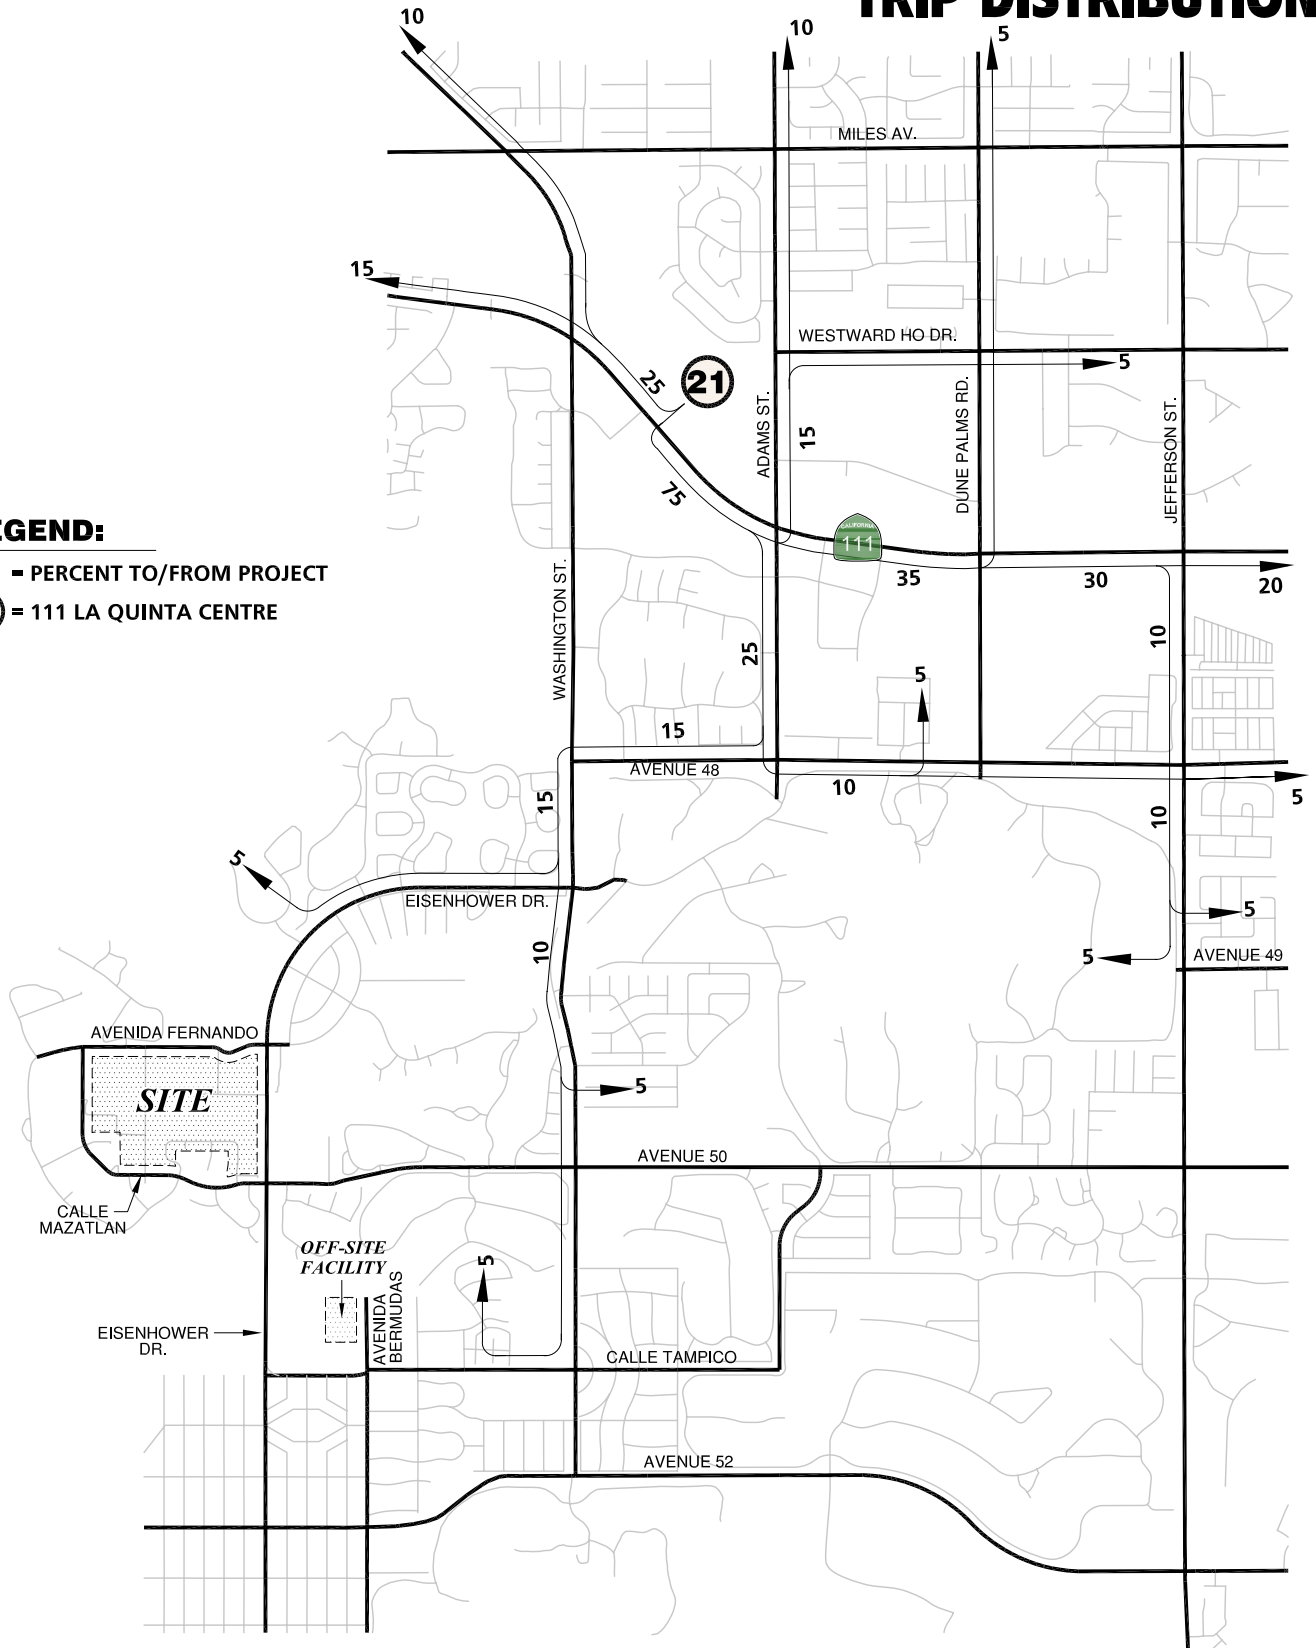 TRIP DISTRIBUTION
10
10
5
MILES AV.
15
WESTWARD HO DR.
5
25
21
ADAMS ST.
15
DUNE PALMS RD.
JEFFERSON ST.
75
CALIFORNIA
111
35
30
20
EGEND:
= PERCENT TO/FROM PROJECT
= 111 LA QUINTA CENTRE
WASHINGTON ST.
25
10
5
15
AVENUE 48
10
5
15
10
5
EISENHOWER DR.
10
5
5
AVENUE 49
AVENIDA FERNANDO
SITE
5
AVENUE 50
CALLE
MAZATLAN
OFF-SITE
FACILITY
5
AVENIDA
BERMUDAS
EISENHOWER
DR.
CALLE TAMPICO
AVENUE 52